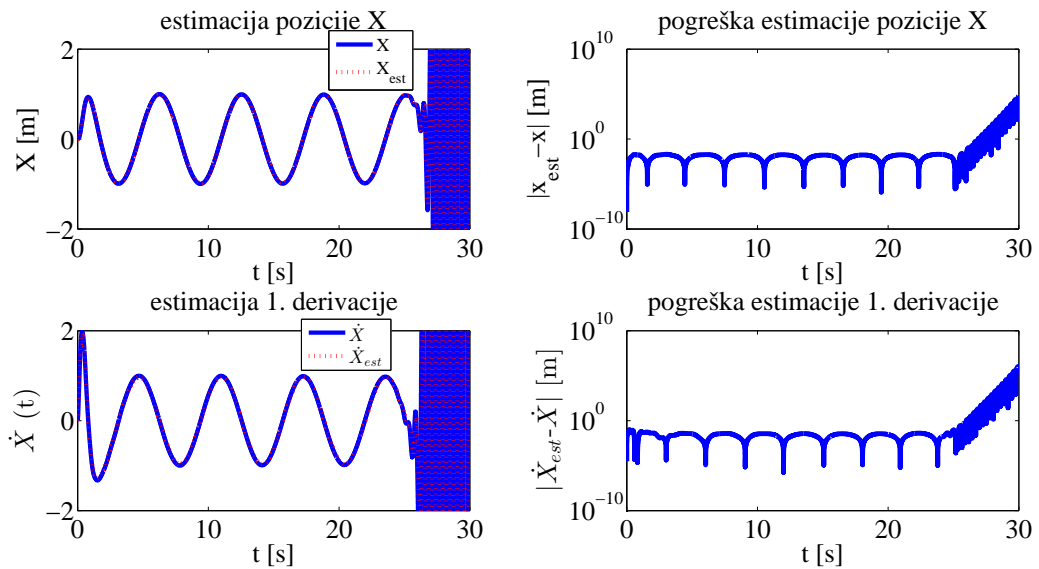 estimacija pozicije X
X
X_est
2
0
−2
X [m]
0
10
20
30
t [s]
pogreška estimacije pozicije X
10^10
10^0
10^−10
|x_est−x| [m]
0
10
20
30
t [s]
estimacija 1. derivacije
Ẋ
Ẋ_est
2
0
−2
Ẋ (t)
0
10
20
30
t [s]
pogreška estimacije 1. derivacije
10^10
10^0
10^−10
|Ẋ_est-Ẋ| [m]
0
10
20
30
t [s]